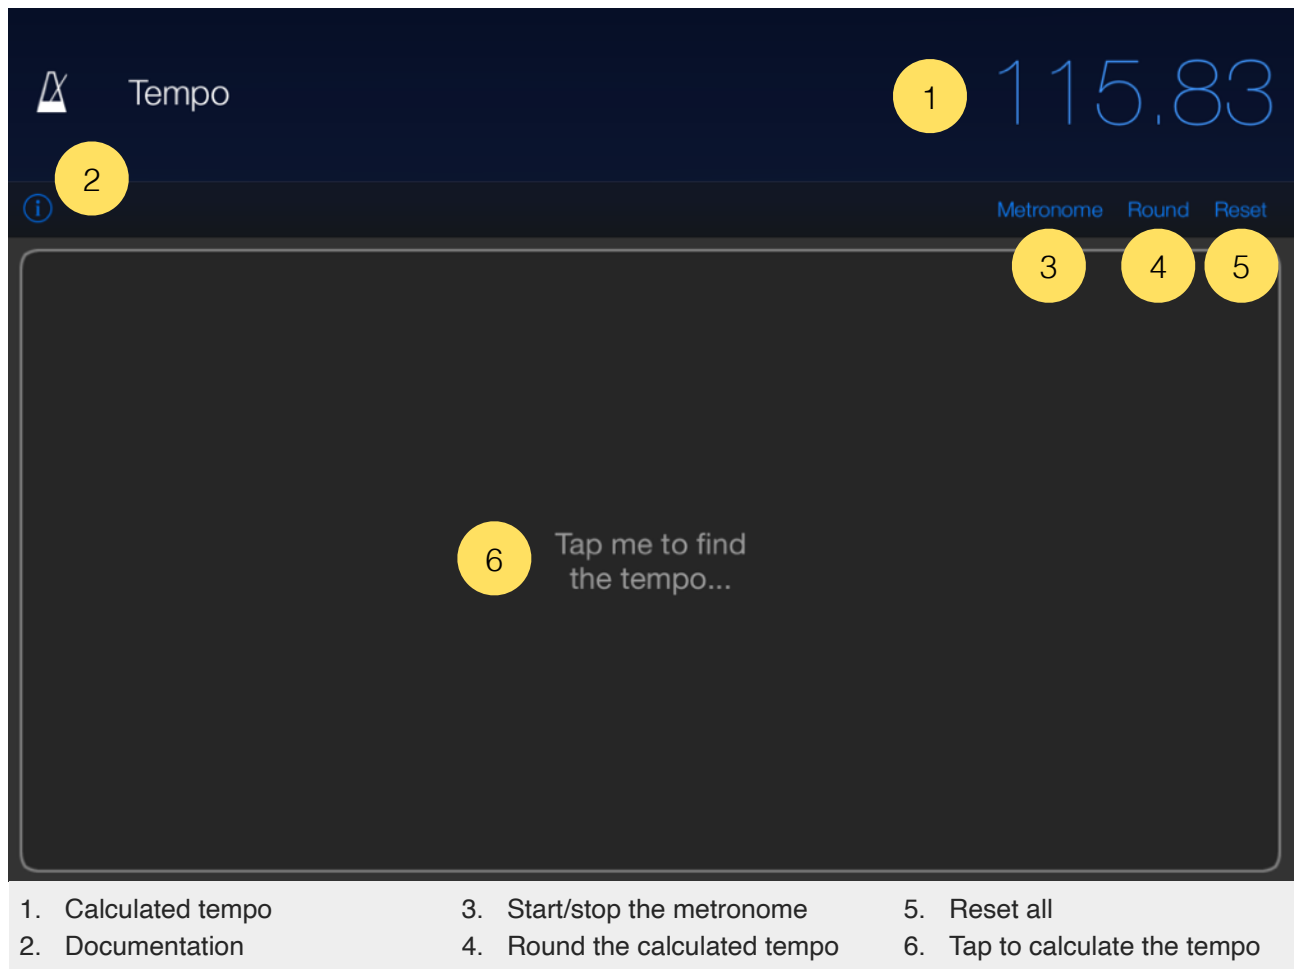 Tempo
1
115.83
2
Metronome Round Reset
3 4 5
6
Tap me to find
the tempo...
1. Calculated tempo
2. Documentation
3. Start/stop the metronome
4. Round the calculated tempo
5. Reset all
6. Tap to calculate the tempo